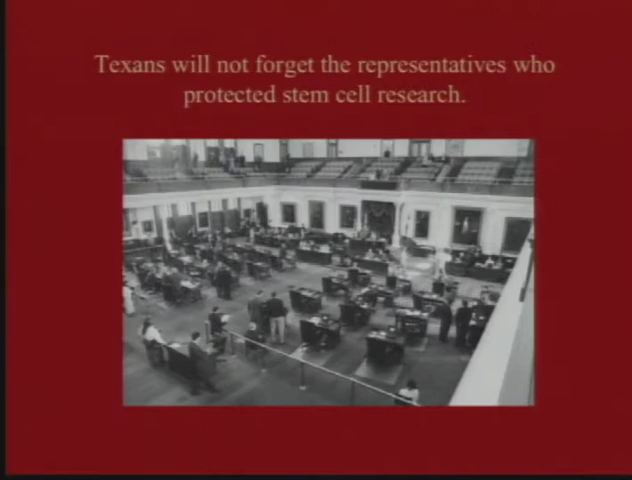 Texans will not forget the representatives who
protected stem cell research.